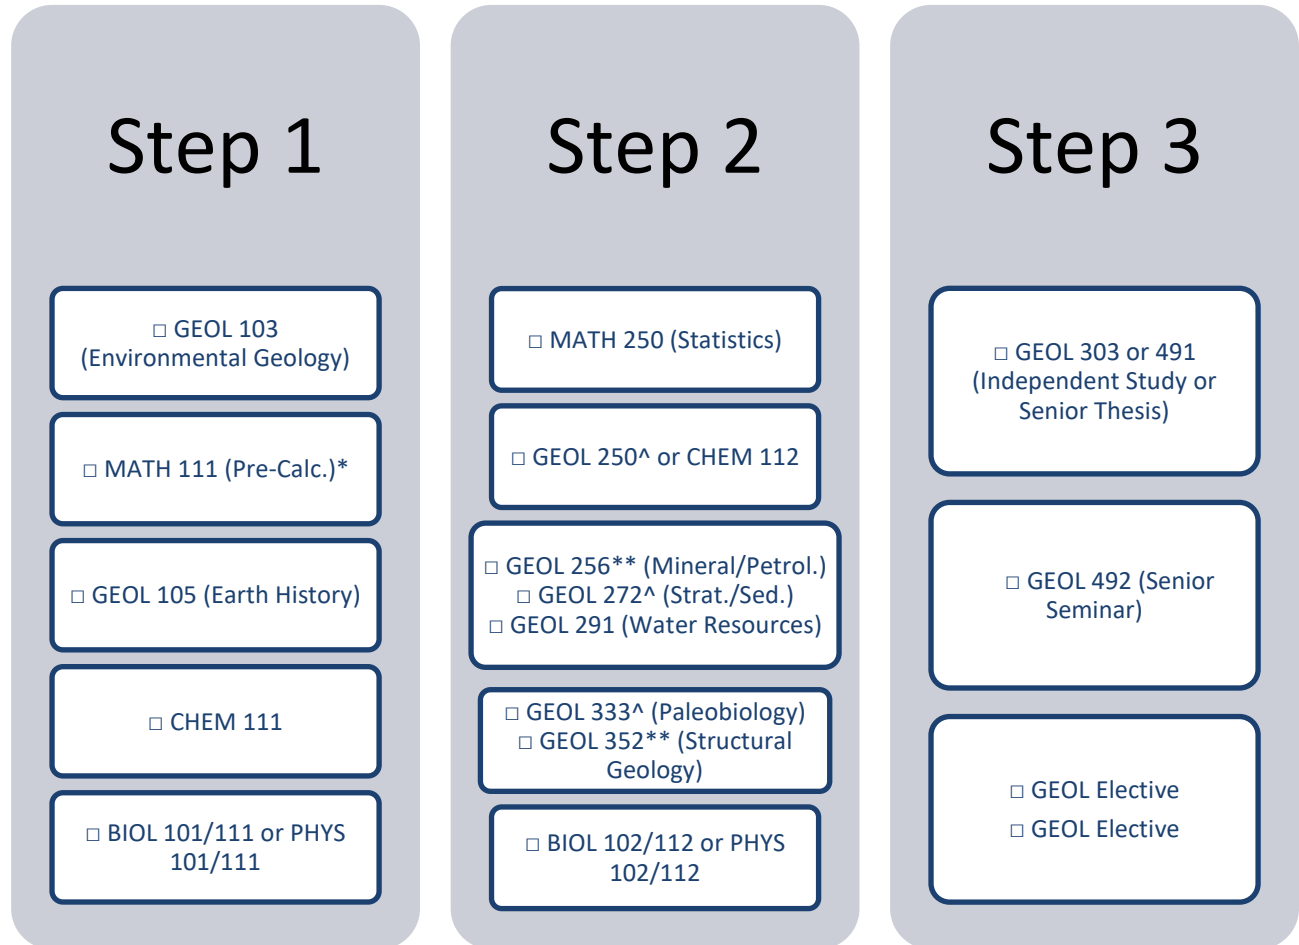 Step 1
□ GEOL 103
(Environmental Geology)
□ MATH 111 (Pre-Calc.)*
□ GEOL 105 (Earth History)
□ CHEM 111
□ BIOL 101/111 or PHYS
101/111
Step 2
□ MATH 250 (Statistics)
□ GEOL 250^ or CHEM 112
□ GEOL 256** (Mineral/Petrol.)
□ GEOL 272^ (Strat./Sed.)
□ GEOL 291 (Water Resources)
□ GEOL 333^ (Paleobiology)
□ GEOL 352** (Structural
Geology)
□ BIOL 102/112 or PHYS
102/112
Step 3
□ GEOL 303 or 491
(Independent Study or
Senior Thesis)
□ GEOL 492 (Senior
Seminar)
□ GEOL Elective
□ GEOL Elective